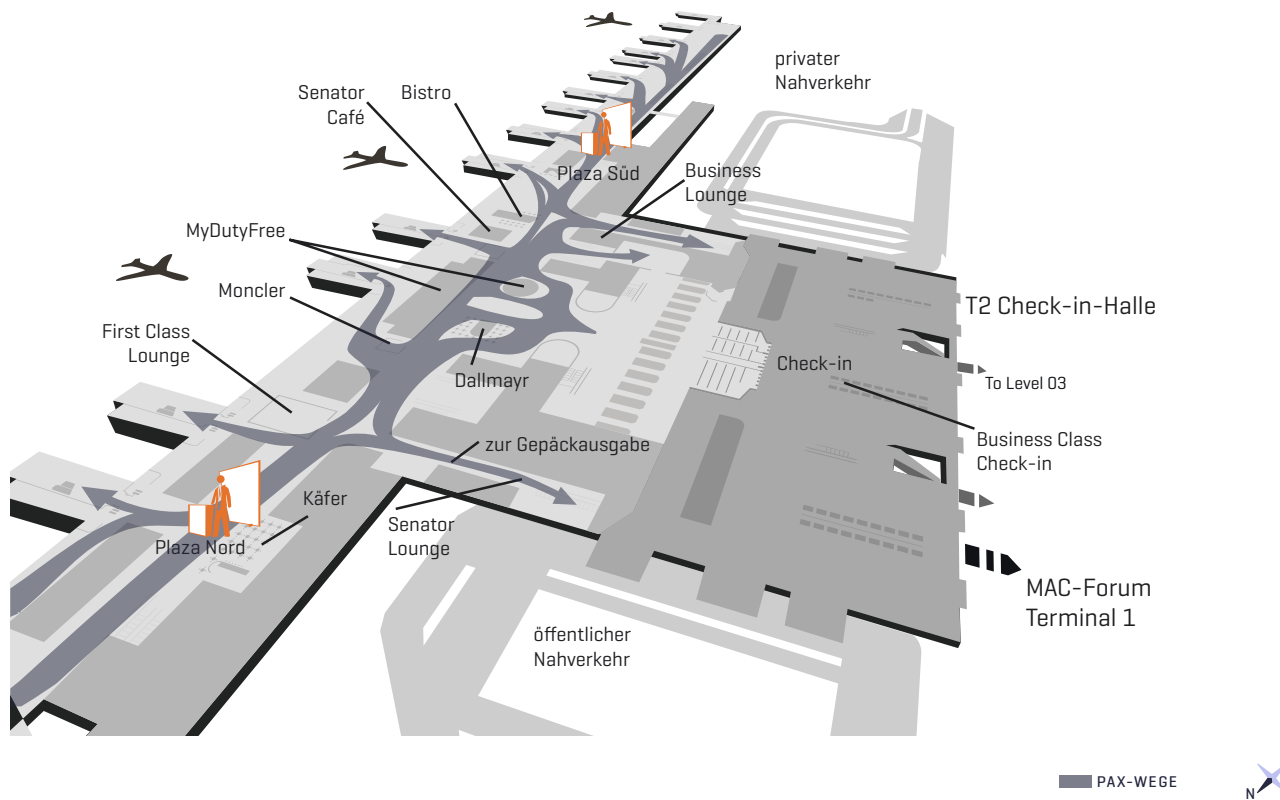 privater
Nahverkehr
Senator
Café
Bistro
Plaza Süd
Business
Lounge
MyDutyFree
Moncler
First Class
Lounge
T2 Check-in-Halle
Check-in
To Level 03
Dallmayr
Business Class
Check-in
zur Gepäckausgabe
Käfer
Senator
Lounge
Plaza Nord
MAC-Forum
Terminal 1
öffentlicher
Nahverkehr
PAX-WEGE
N